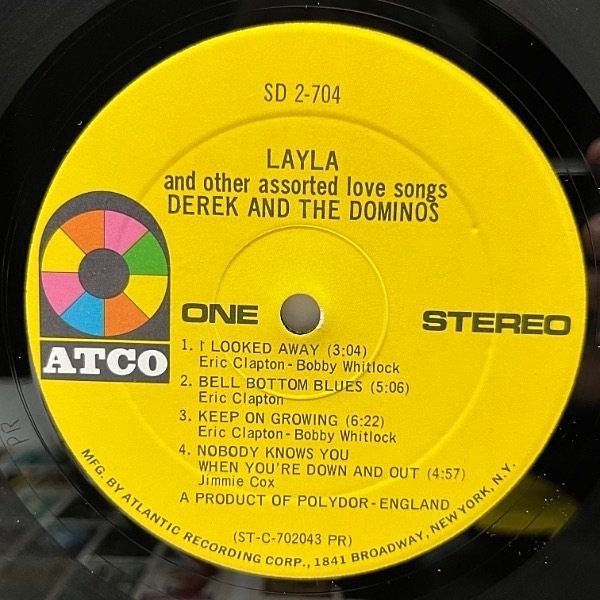 SD 2-704
LAYLA
and other assorted love songs
DEREK AND THE DOMINOS
ATCO
ONE
STEREO
1. I LOOKED AWAY (3:04)
Eric Clapton-Bobby Whitlock
2. BELL BOTTOM BLUES (5:06)
Eric Clapton
3. KEEP ON GROWING (6:22)
Eric Clapton-Bobby Whitlock
4. NOBODY KNOWS YOU
WHEN YOU'RE DOWN AND OUT (4:57)
Jimmie Cox
A PRODUCT OF POLYDOR-ENGLAND
(ST-C-702043 PR)
MFG. BY ATLANTIC RECORDING CORP., 1841 BROADWAY, NEW YORK, N.Y.
PR